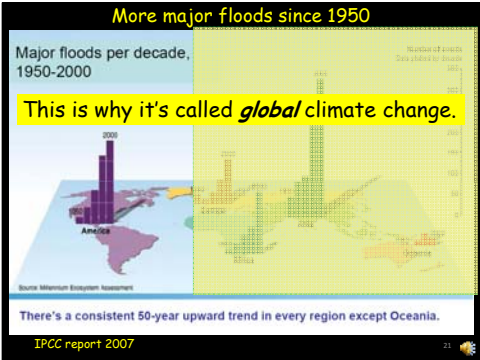 More major floods since 1950
Major floods per decade,
1950-2000
This is why it's called global climate change.
2000
1950
America
Source Millennium Ecosystem Assessment
There's a consistent 50-year upward trend in every region except Oceania.
IPCC report 2007
21